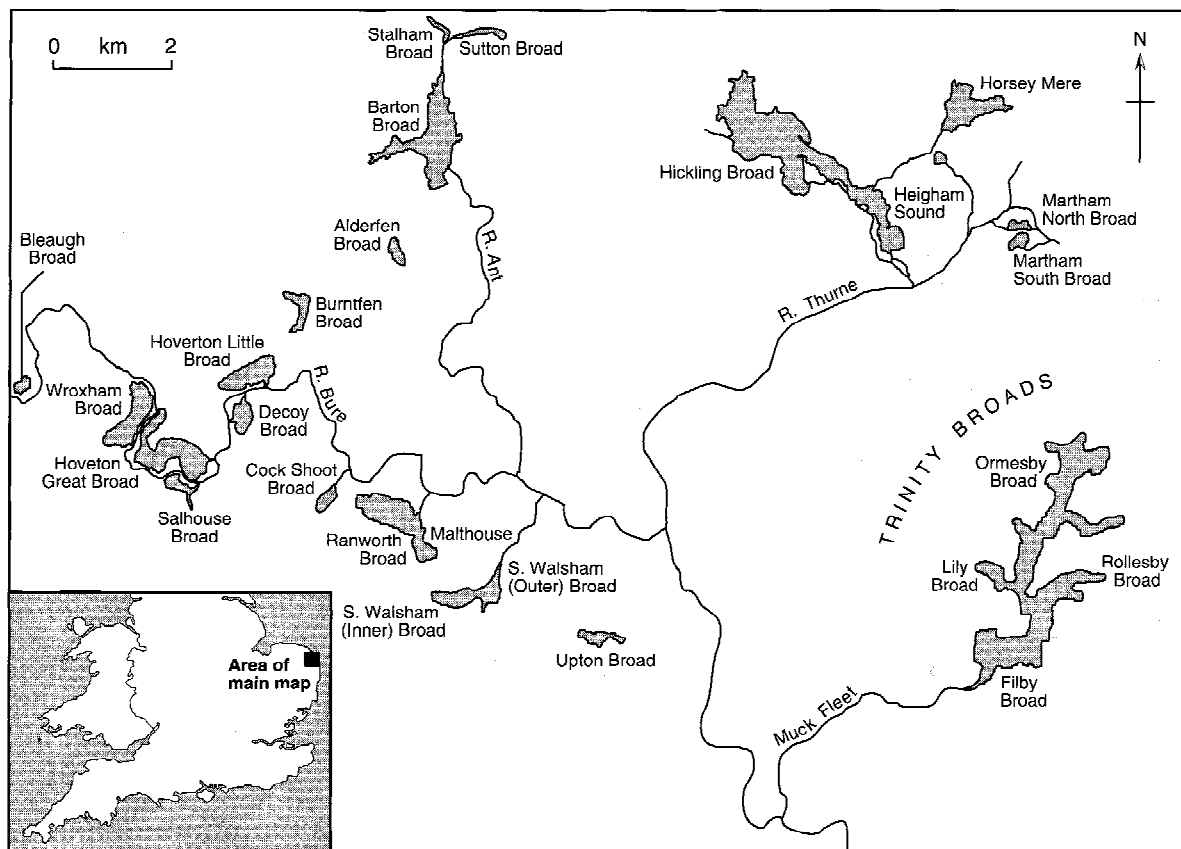 0 km 2
N
Stalham
Broad
Sutton Broad
Barton
Broad
Horsey Mere
Hickling Broad
Heigham
Sound
Martham
North Broad
Martham
South Broad
Alderfen
Broad
R. Ant
Bleaugh
Broad
Burntfen
Broad
R. Thurne
Hoverton Little
Broad
Wroxham
Broad
R. Bure
Decoy
Broad
Hoveton
Great Broad
Salhouse
Broad
Cock Shoot
Broad
Ranworth
Broad
Malthouse
S. Walsham
(Outer) Broad
S. Walsham
(Inner) Broad
Upton Broad
TRINITY BROADS
Ormesby
Broad
Lily
Broad
Rollesby
Broad
Filby
Broad
Muck Fleet
Area of
main map